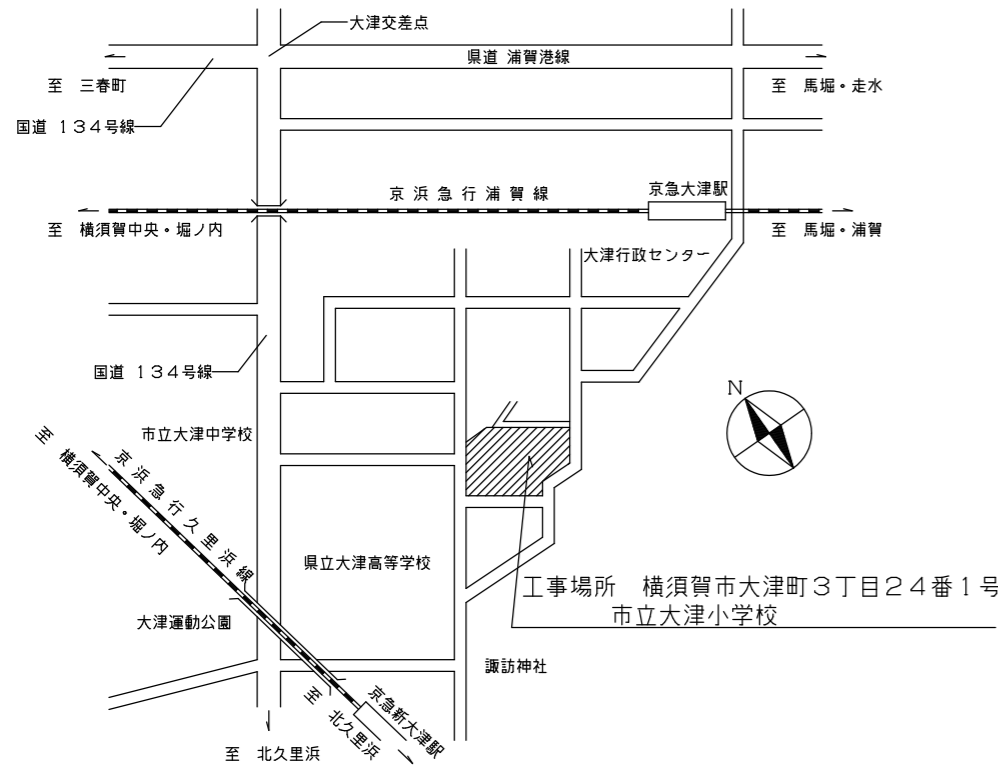 大津交差点
県道 浦賀港線
至 三春町
至 馬堀・走水
国道 134号線
京浜急行浦賀線
京急大津駅
至 横須賀中央・堀ノ内
至 馬堀・浦賀
大津行政センター
国道 134号線
N
市立大津中学校
至 横須賀中央・堀ノ内
京浜急行久里浜線
県立大津高等学校
工事場所 横須賀市大津町3丁目24番1号
市立大津小学校
大津運動公園
諏訪神社
京急新大津駅
至 北久里浜
至 北久里浜